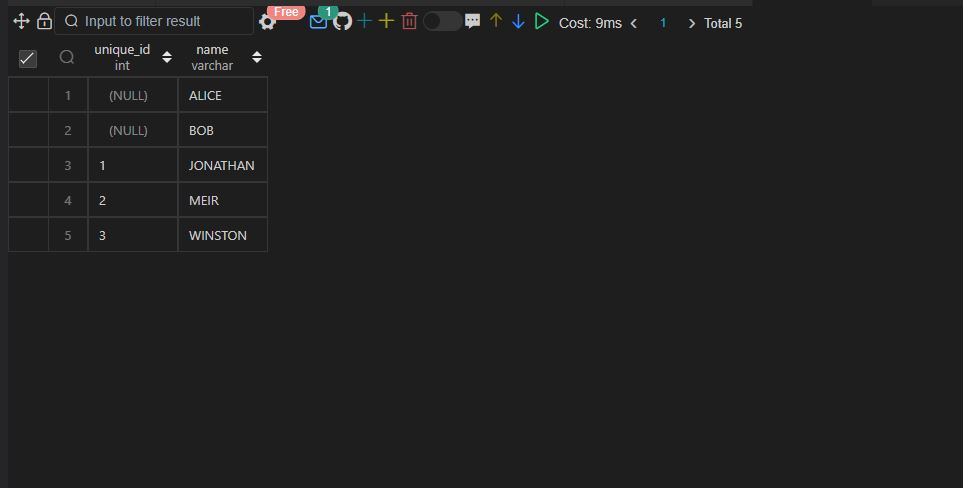 Input to filter result
Free
1
Cost: 9ms
1
Total 5
unique_id name
int varchar
1 (NULL) ALICE
2 (NULL) BOB
3 1 JONATHAN
4 2 MEIR
5 3 WINSTON